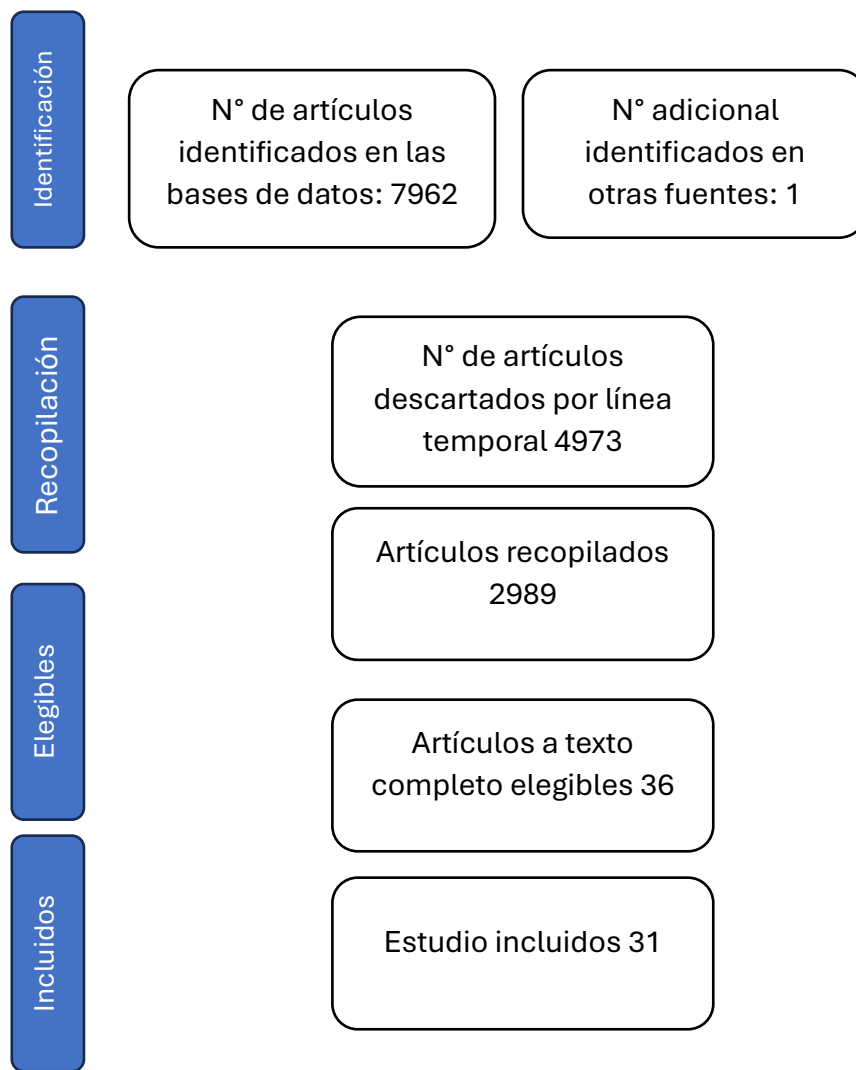 Identificación
N° de artículos
identificados en las
bases de datos: 7962
N° adicional
identificados en
otras fuentes: 1
Recopilación
N° de artículos
descartados por línea
temporal 4973
Artículos recopilados
2989
Elegibles
Artículos a texto
completo elegibles 36
Incluidos
Estudio incluidos 31